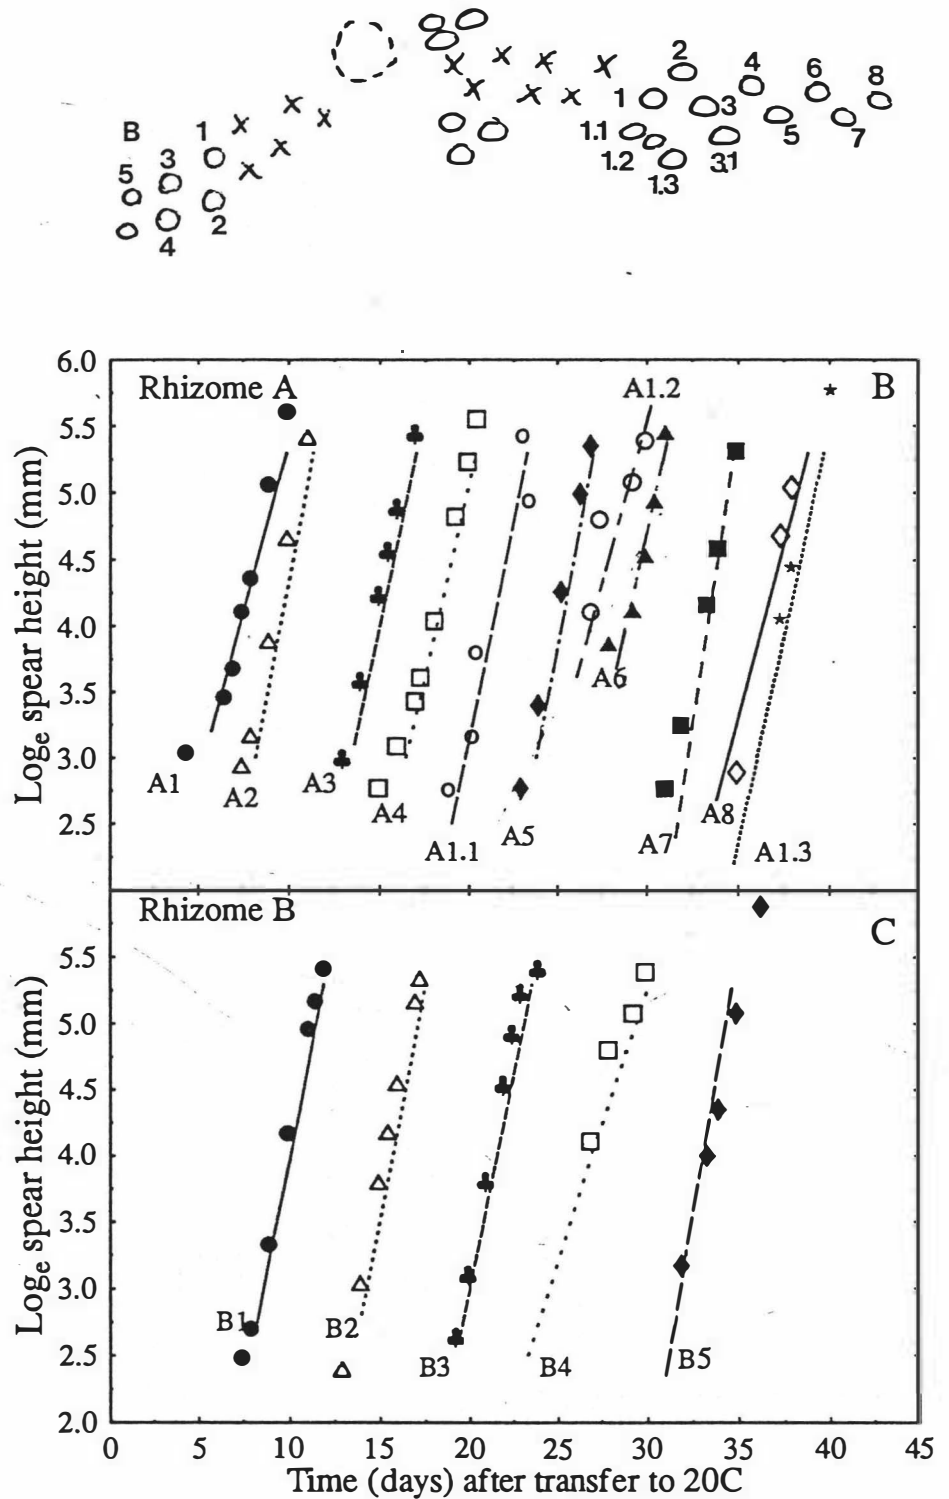 2 4 6 8
1 3 5 7
1.1 3.1
1.2
1.3
B 1
5 3
2
4
6.0
Rhizome A A1.2 B
5.5
5.0
4.5
4.0
3.5 A6
3.0
A1 A2 A3 A4 A5 A7 A8
2.5 A1.1 A1.3
Logₑ spear height (mm)
Rhizome B C
5.5
5.0
4.5
4.0
3.5
3.0
B1 B2
2.5 B3 B4 B5
2.0
Logₑ spear height (mm)
0 5 10 15 20 25 30 35 40 45
Time (days) after transfer to 20C